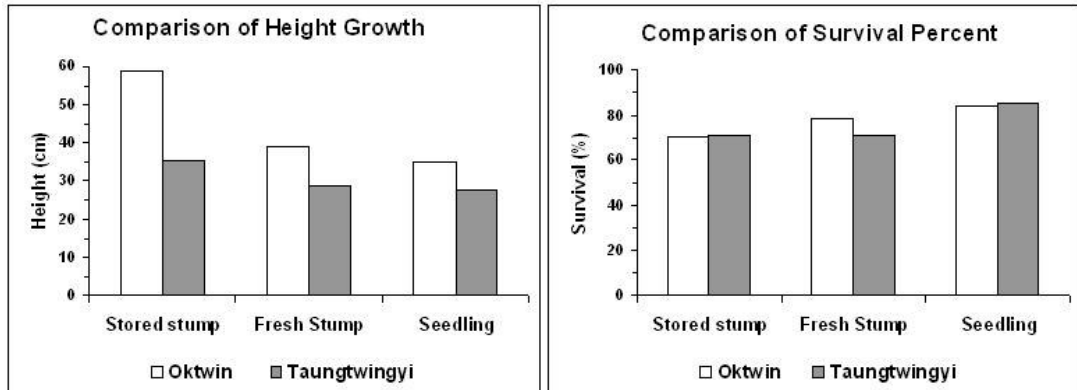 Comparison of Height Growth
Height (cm)
60
50
40
30
20
10
0
Stored stump Fresh Stump Seedling
Oktwin Taungtwingyi
Comparison of Survival Percent
Survival (%)
100
80
60
40
20
0
Stored stump Fresh Stump Seedling
Oktwin Taungtwingyi